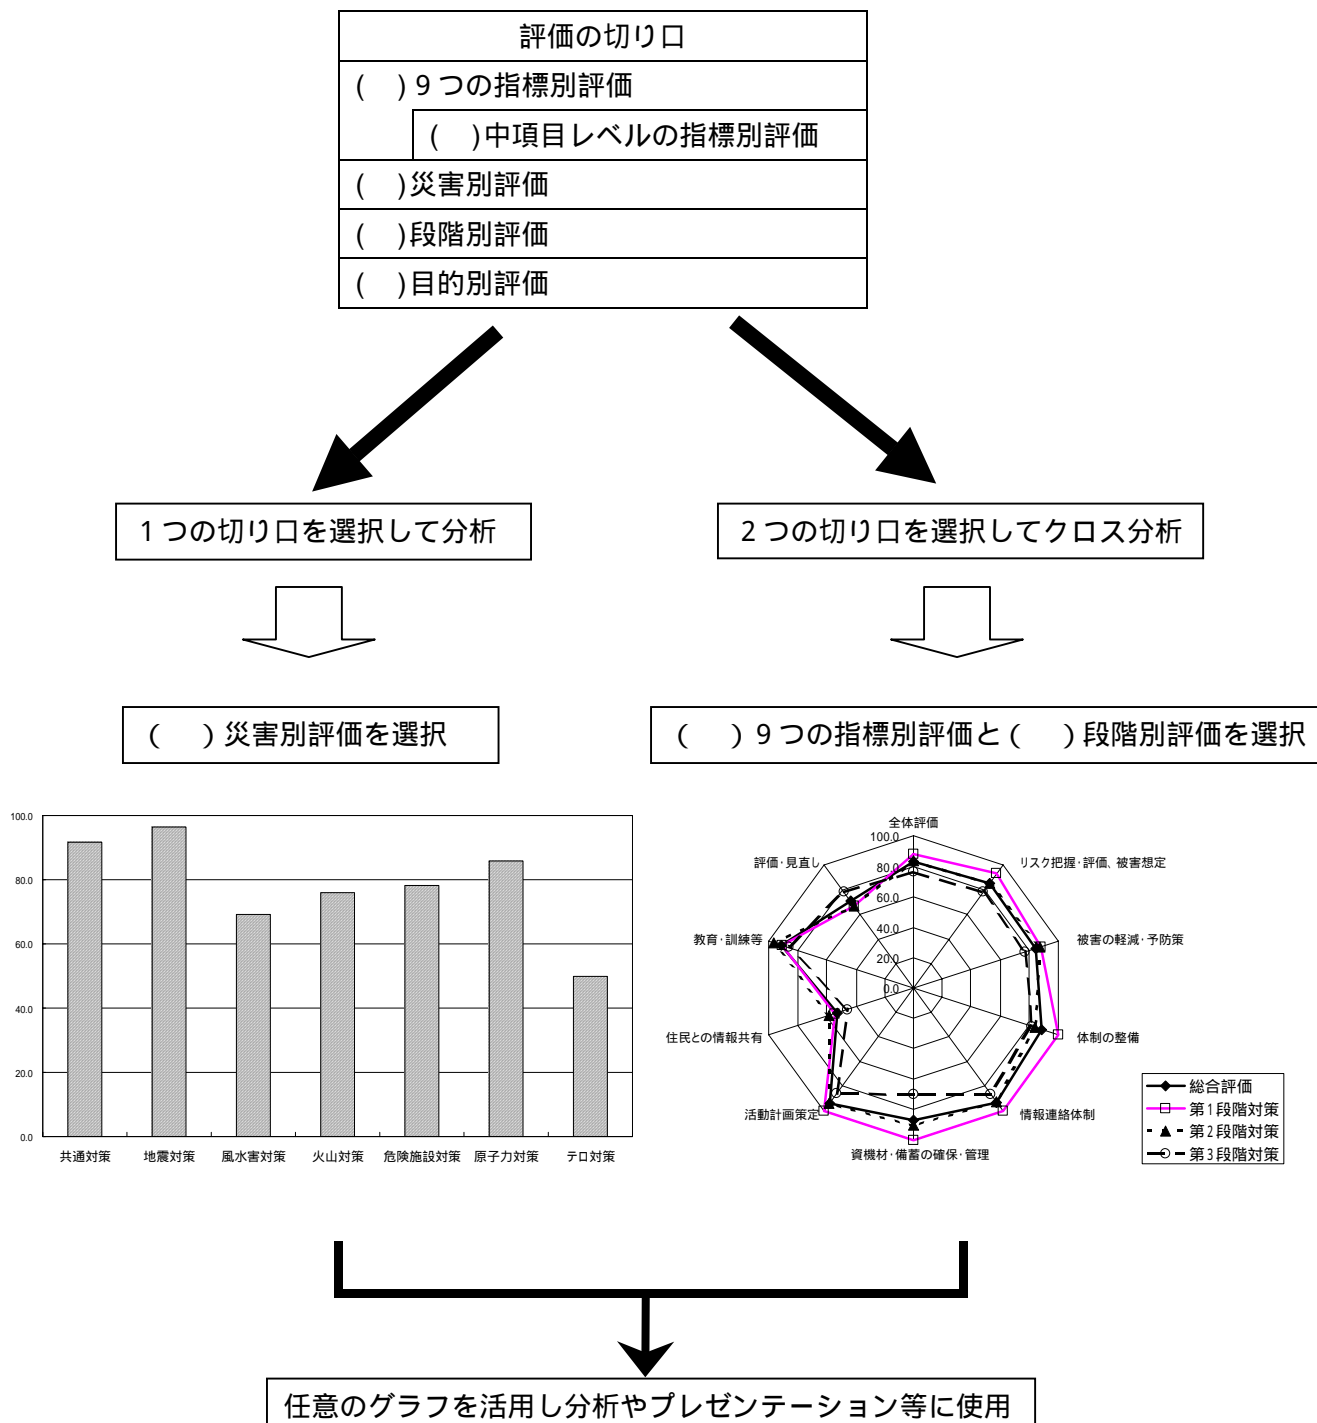 評価の切り口
(　)９つの指標別評価
(　)中項目レベルの指標別評価
(　)災害別評価
(　)段階別評価
(　)目的別評価
１つの切り口を選択して分析
２つの切り口を選択してクロス分析
(　)災害別評価を選択
(　)９つの指標別評価と(　)段階別評価を選択
100.0
80.0
60.0
40.0
20.0
0.0
共通対策
地震対策
風水害対策
火山対策
危険施設対策
原子力対策
テロ対策
全体評価
リスク把握・評価、被害想定
被害の軽減・予防策
体制の整備
情報連絡体制
資機材・備蓄の確保・管理
活動計画策定
住民との情報共有
教育・訓練等
評価・見直し
100.0
80.0
60.0
40.0
20.0
0.0
総合評価
第1段階対策
第2段階対策
第3段階対策
任意のグラフを活用し分析やプレゼンテーション等に使用